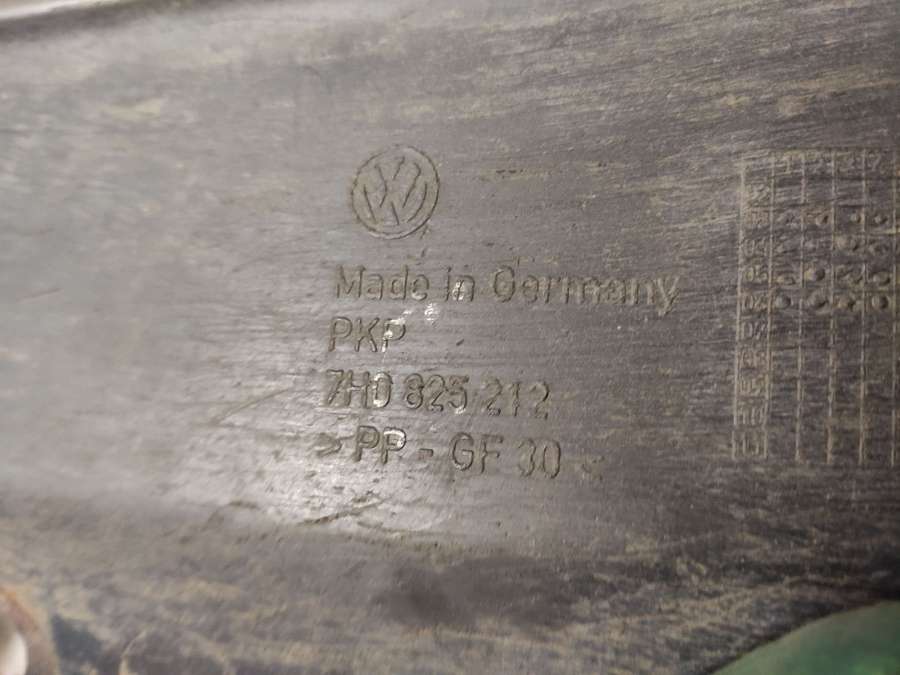 Made in Germany
PKP
7H0 825 212
> PP - GF 30 <